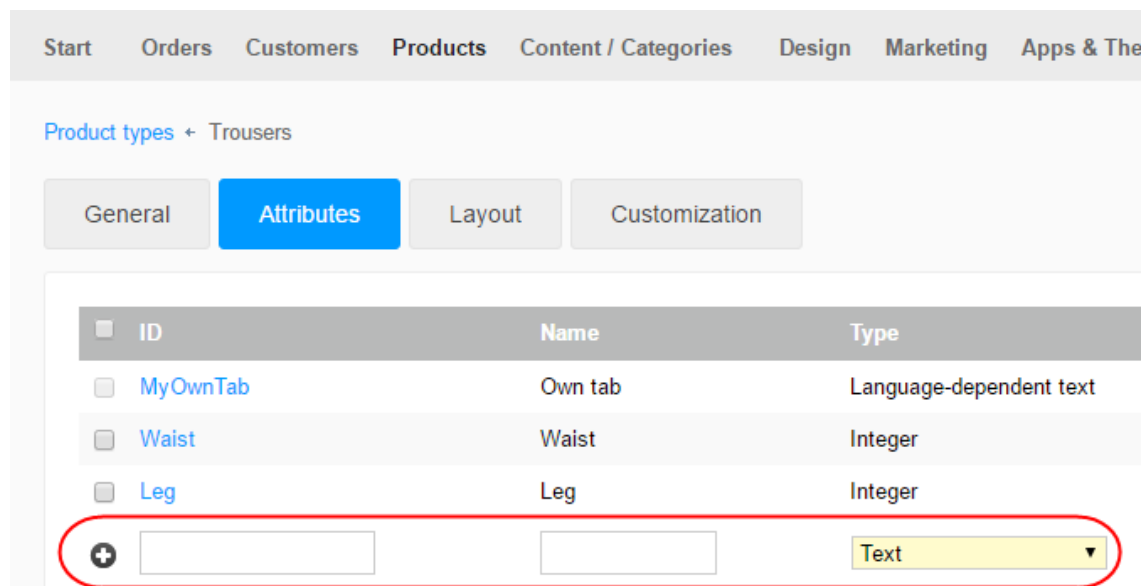 Start Orders Customers Products Content / Categories Design Marketing Apps & The
Product types ← Trousers
General Attributes Layout Customization
ID Name Type
MyOwnTab Own tab Language-dependent text
Waist Waist Integer
Leg Leg Integer
Text